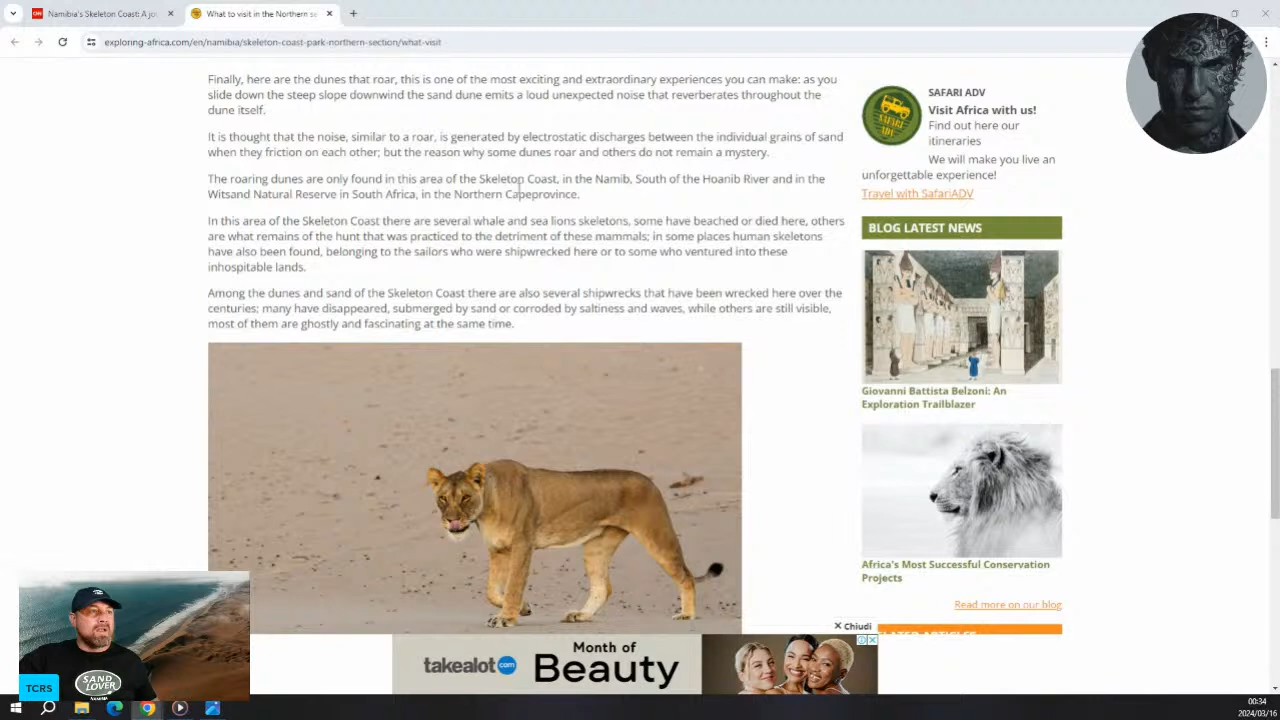 Namibia's Skeleton Coast: A jo
What to visit in the Northern se
exploring-africa.com/en/namibia/skeleton-coast-park-northern-section/what-visit
Finally, here are the dunes that roar, this is one of the most exciting and extraordinary experiences you can make: as you
slide down the steep slope downwind the sand dune emits a loud unexpected noise that reverberates throughout the
dune itself.
It is thought that the noise, similar to a roar, is generated by electrostatic discharges between the individual grains of sand
when they friction on each other; but the reason why some dunes roar and others do not remain a mystery.
The roaring dunes are only found in this area of the Skeleton Coast, in the Namib, South of the Hoanib River and in the
Witsand Natural Reserve in South Africa, in the Northern Capeprovince.
In this area of the Skeleton Coast there are several whale and sea lions skeletons, some have beached or died here, others
are what remains of the hunt that was practiced to the detriment of these mammals; in some places human skeletons
have also been found, belonging to the sailors who were shipwrecked here or to some who ventured into these
inhospitable lands.
Among the dunes and sand of the Skeleton Coast there are also several shipwrecks that have been wrecked here over the
centuries; many have disappeared, submerged by sand or corroded by saltiness and waves, while others are still visible,
most of them are ghostly and fascinating at the same time.
SAFARI ADV
SAFARI ADV
Visit Africa with us!
Find out here our
itineraries
We will make you live an
unforgettable experience!
Travel with SafariADV
BLOG LATEST NEWS
Giovanni Battista Belzoni: An
Exploration Trailblazer
Africa's Most Successful Conservation
Projects
Read more on our blog
Chiudi
takealot.com
Month of
Beauty
SAND
LOVER
NAMIBIA
TCRS
00:34
2024/03/16